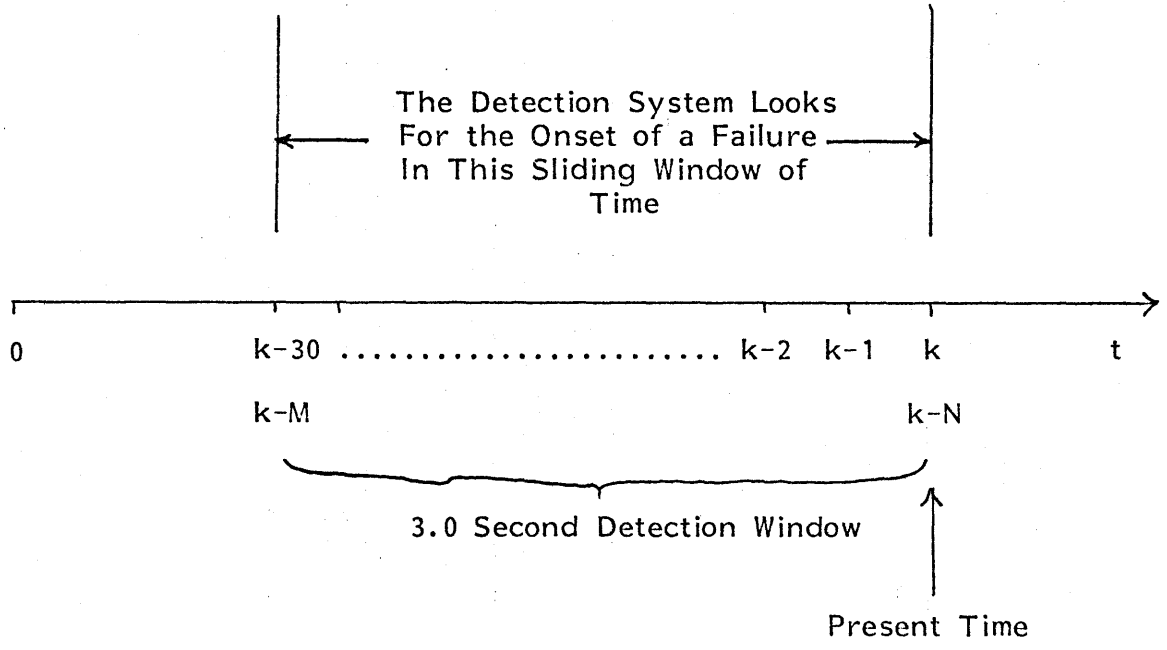 The Detection System Looks
For the Onset of a Failure
In This Sliding Window of
Time
0 k-30 ........................ k-2 k-1 k t
k-M k-N
3.0 Second Detection Window
Present Time